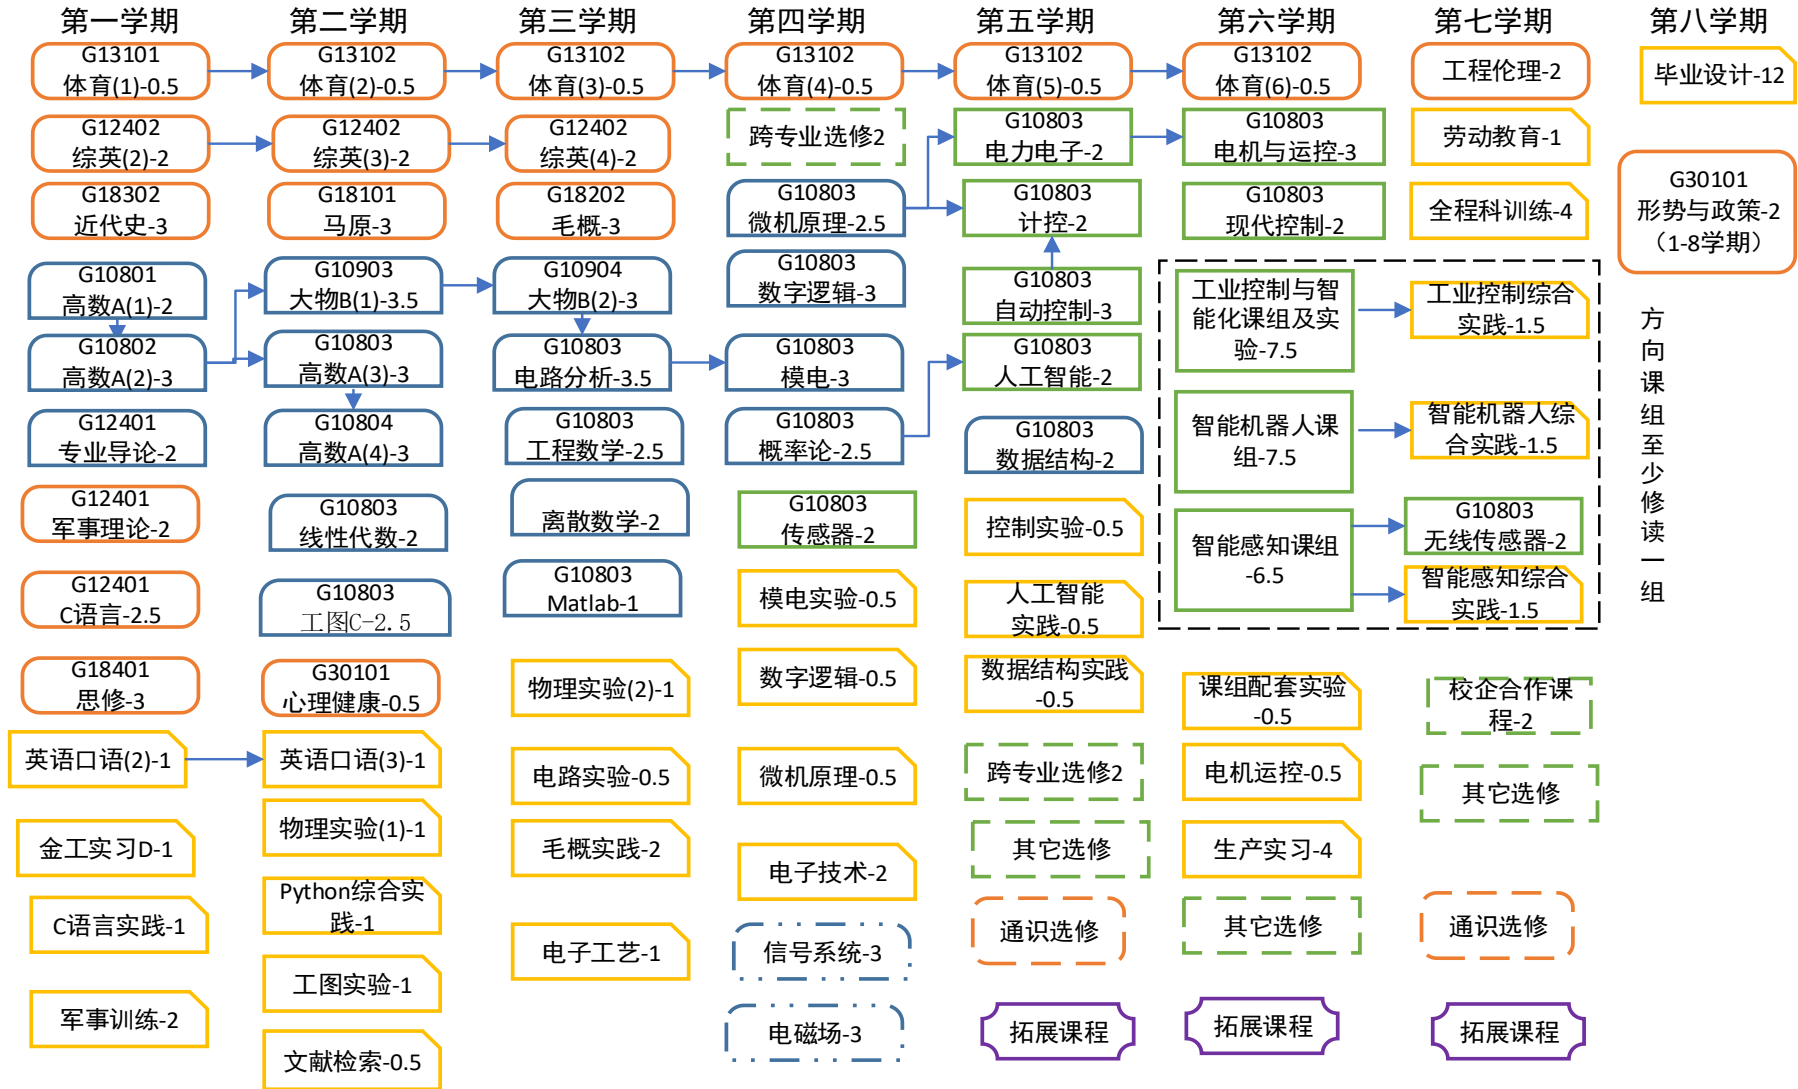 第一学期
第二学期
第三学期
第四学期
第五学期
第六学期
第七学期
第八学期
G13101
体育(1)-0.5
G12402
综英(2)-2
G18302
近代史-3
G10801
高数A(1)-2
G10802
高数A(2)-3
G12401
专业导论-2
G12401
军事理论-2
G12401
C语言-2.5
G18401
思修-3
英语口语(2)-1
金工实习D-1
C语言实践-1
军事训练-2
G13102
体育(2)-0.5
G12402
综英(3)-2
G18101
马原-3
G10903
大物B(1)-3.5
G10803
高数A(3)-3
G10804
高数A(4)-3
G10803
线性代数-2
G10803
工图C-2.5
G30101
心理健康-0.5
英语口语(3)-1
物理实验(1)-1
Python综合实
践-1
工图实验-1
文献检索-0.5
G13102
体育(3)-0.5
G12402
综英(4)-2
G18202
毛概-3
G10904
大物B(2)-3
G10803
电路分析-3.5
G10803
工程数学-2.5
离散数学-2
G10803
Matlab-1
物理实验(2)-1
电路实验-0.5
毛概实践-2
电子工艺-1
G13102
体育(4)-0.5
跨专业选修2
G10803
微机原理-2.5
G10803
数字逻辑-3
G10803
模电-3
G10803
概率论-2.5
G10803
传感器-2
模电实验-0.5
数字逻辑-0.5
微机原理-0.5
电子技术-2
信号系统-3
电磁场-3
G13102
体育(5)-0.5
G10803
电力电子-2
G10803
计控-2
G10803
自动控制-3
G10803
人工智能-2
G10803
数据结构-2
控制实验-0.5
人工智能
实践-0.5
数据结构实践
-0.5
跨专业选修2
其它选修
通识选修
拓展课程
G13102
体育(6)-0.5
G10803
电机与运控-3
G10803
现代控制-2
工业控制与智
能化课组及实
验-7.5
智能机器人课
组-7.5
智能感知课组
-6.5
课组配套实验
-0.5
电机运控-0.5
生产实习-4
其它选修
拓展课程
工程伦理-2
劳动教育-1
全程科训练-4
工业控制综合
实践-1.5
智能机器人综
合实践-1.5
G10803
无线传感器-2
智能感知综合
实践-1.5
校企合作课
程-2
其它选修
通识选修
拓展课程
毕业设计-12
G30101
形势与政策-2
（1-8学期）
方向课组至少修读一组